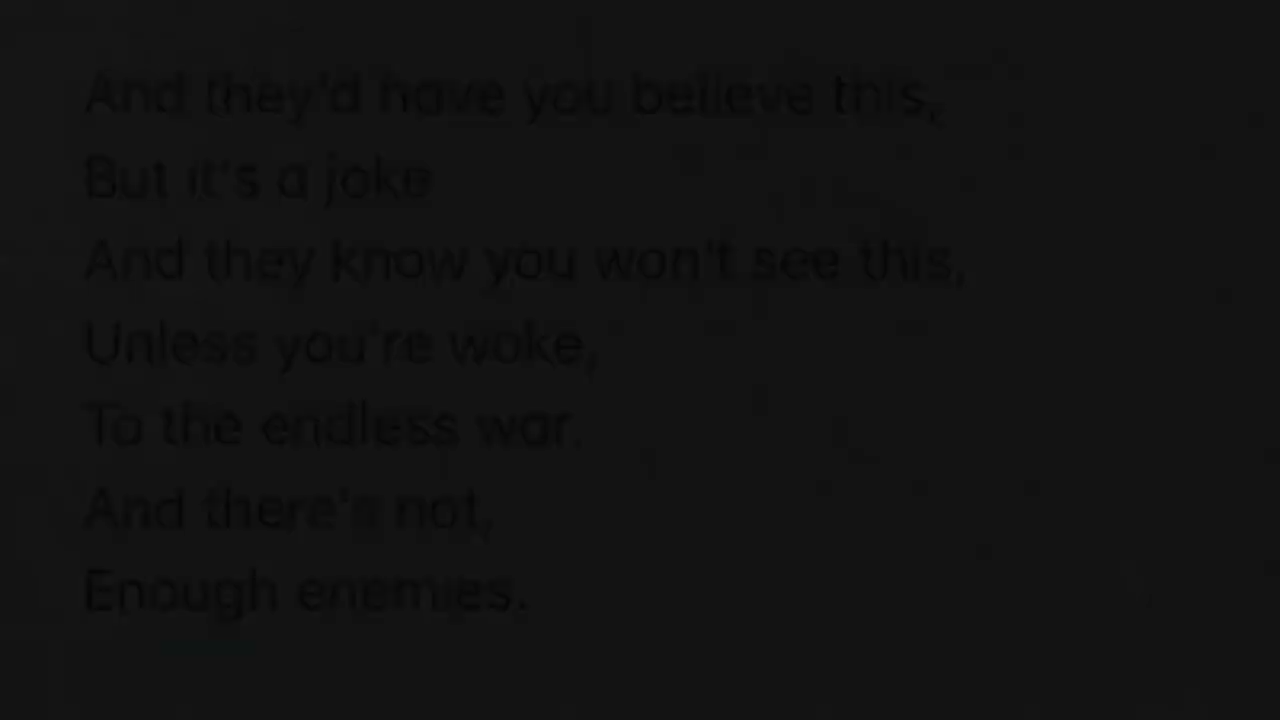 And they'd have you believe this,
But it's a joke
And they know you won't see this,
Unless you're woke,
To the endless war.
And there's not,
Enough enemies.